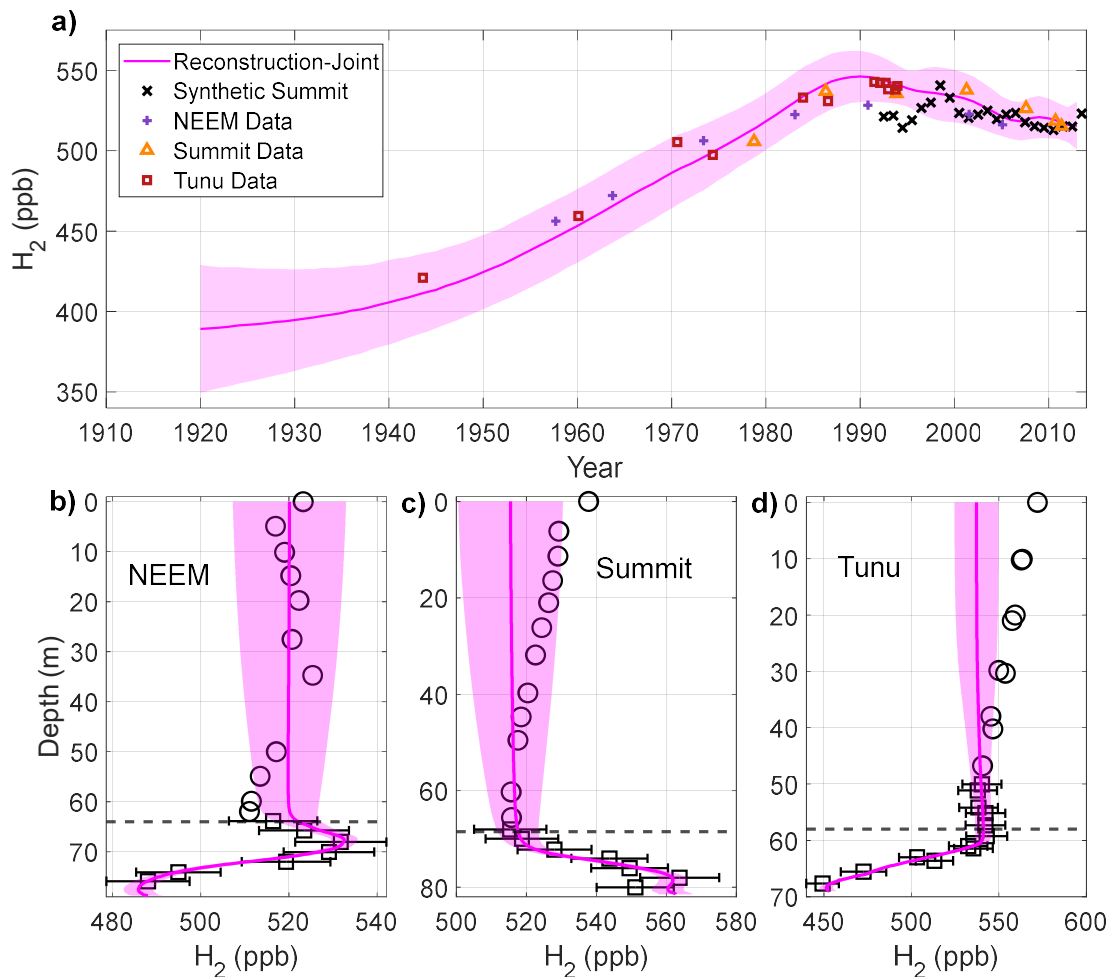 a)
550
500
450
400
350
H2 (ppb)
Reconstruction-Joint
Synthetic Summit
NEEM Data
Summit Data
Tunu Data
1910 1920 1930 1940 1950 1960 1970 1980 1990 2000 2010
Year
b) c) d)
NEEM Summit Tunu
Depth (m)
0
10
20
30
40
50
60
70
480 500 520 540
H2 (ppb)
0
20
40
60
80
500 520 540 560 580
H2 (ppb)
0
10
20
30
40
50
60
70
450 500 550 600
H2 (ppb)